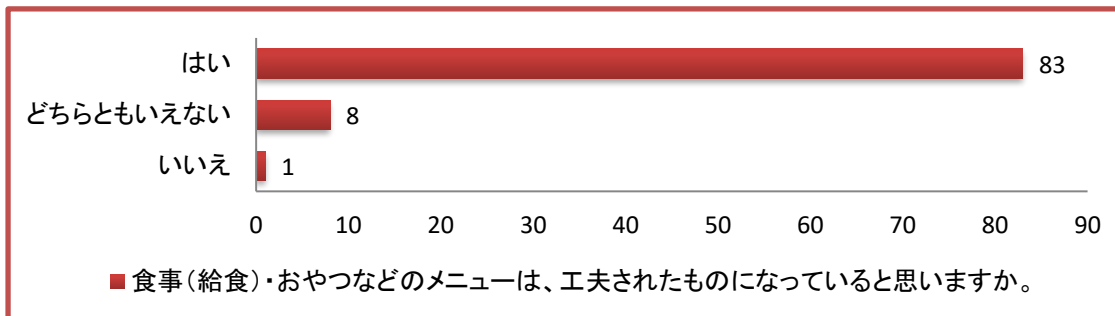 はい 83
どちらともいえない 8
いいえ 1
0 10 20 30 40 50 60 70 80 90
食事(給食)・おやつなどのメニューは、工夫されたものになっていると思いますか。